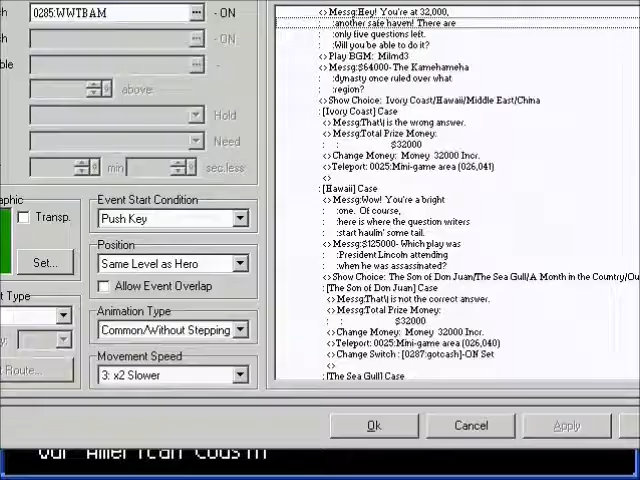 0285:WWTBAM
- ON
- ON
above
Hold
Need
min
sec.less
Transp.
Set...
Event Start Condition
Push Key
Position
Same Level as Hero
Allow Event Overlap
Animation Type
Common/Without Stepping
Movement Speed
3: x2 Slower
<> Messg:Hey! You're at 32,000,
: :another safe haven! There are
: :only five questions left.
: :Will you be able to do it?
<> Play BGM: Milmd3
<> Messg:$64000- The Kamehameha
: :dynasty once ruled over what
: :region?
<> Show Choice: Ivory Coast/Hawaii/Middle East/China
: [Ivory Coast] Case
<> Messg:That\| is the wrong answer.
<> Messg:Total Prize Money:
: : $32000
<> Change Money: Money 32000 Incr.
<> Teleport: 0025:Mini-game area (026,041)
<>
: [Hawaii] Case
<> Messg:Wow! You're a bright
: :one. Of course,
: :here is where the question writers
: :start haulin' some tail.
<> Messg:$125000- Which play was
: :President Lincoln attending
: :when he was assassinated?
<> Show Choice: The Son of Don Juan/The Sea Gull/A Month in the Country/Ou
: [The Son of Don Juan] Case
<> Messg:That\| is not the correct answer.
<> Messg:Total Prize Money:
: : $32000
<> Change Money: Money 32000 Incr.
<> Teleport: 0025:Mini-game area (026,040)
<> Change Switch : [0287:gotcash]-ON Set
<>
: [The Sea Gull] Case
Ok
Cancel
Apply
Our American Cousin